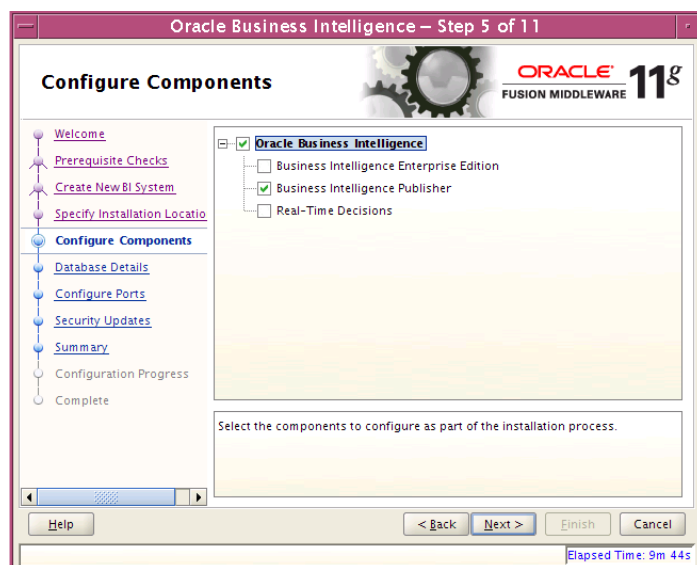 Oracle Business Intelligence – Step 5 of 11
Configure Components
ORACLE
FUSION MIDDLEWARE
11g
Welcome
Prerequisite Checks
Create New BI System
Specify Installation Locatio
Configure Components
Database Details
Configure Ports
Security Updates
Summary
Configuration Progress
Complete
Oracle Business Intelligence
Business Intelligence Enterprise Edition
Business Intelligence Publisher
Real-Time Decisions
Select the components to configure as part of the installation process.
Help
< Back
Next >
Finish
Cancel
Elapsed Time: 9m 44s